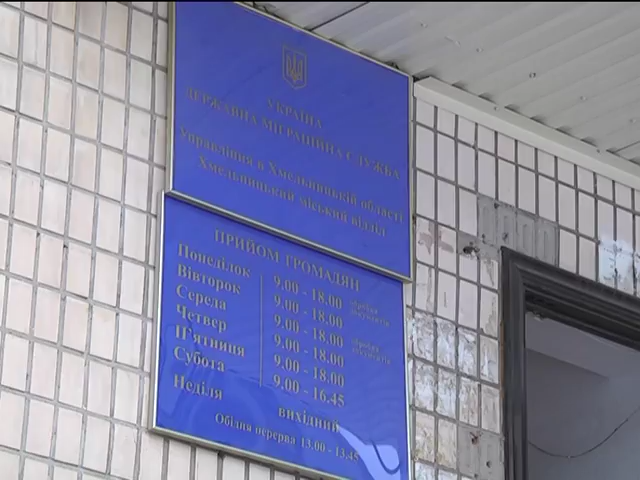 УКРАЇНА
ДЕРЖАВНА МІГРАЦІЙНА СЛУЖБА
Управління в Хмельницькій області
Хмельницький міський відділ
ПРИЙОМ ГРОМАДЯН
Понеділок 9.00 - 18.00
Вівторок 9.00 - 18.00
Середа 9.00 - 18.00
Четвер 9.00 - 18.00
П'ятниця 9.00 - 18.00
Субота 9.00 - 16.45
Неділя вихідний
Обідня перерва 13.00 - 13.45